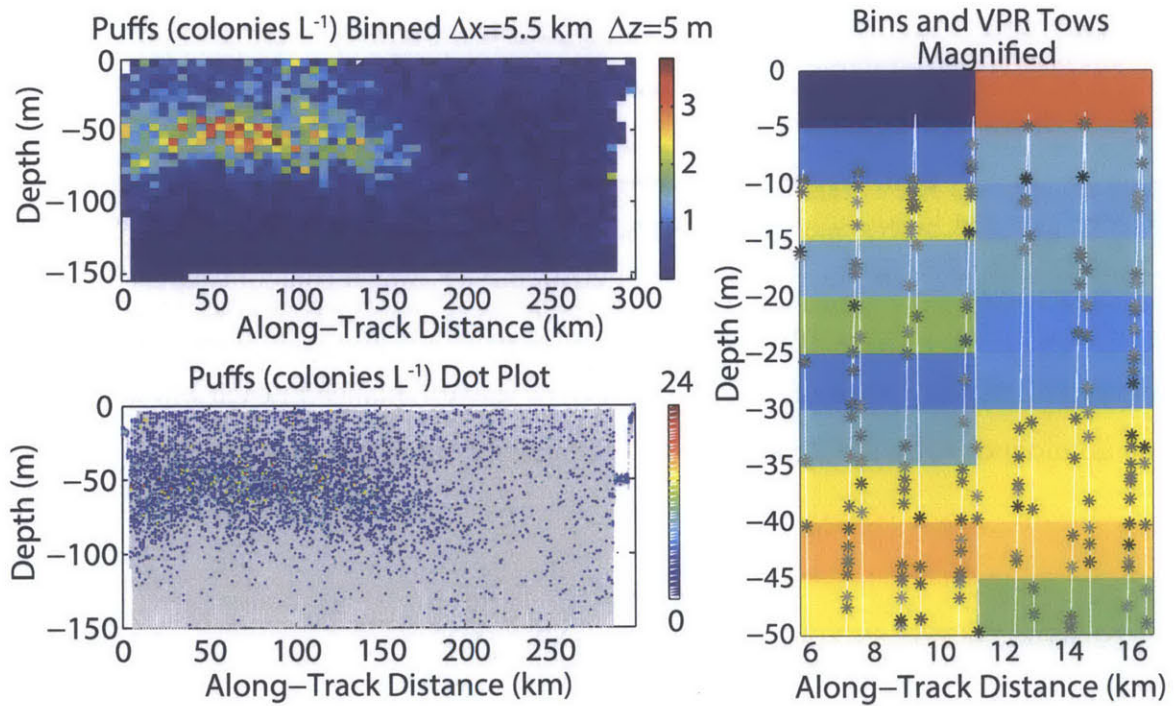 Puffs (colonies L⁻¹) Binned Δx=5.5 km Δz=5 m
0
−50
−100
−150
Depth (m)
0 50 100 150 200 250 300
Along−Track Distance (km)
3
2
1
Puffs (colonies L⁻¹) Dot Plot
24
0
0
−50
−100
−150
Depth (m)
0 50 100 150 200 250
Along−Track Distance (km)
Bins and VPR Tows
Magnified
0
−5
−10
−15
−20
−25
−30
−35
−40
−45
−50
Depth (m)
6 8 10 12 14 16
Along−Track Distance (km)